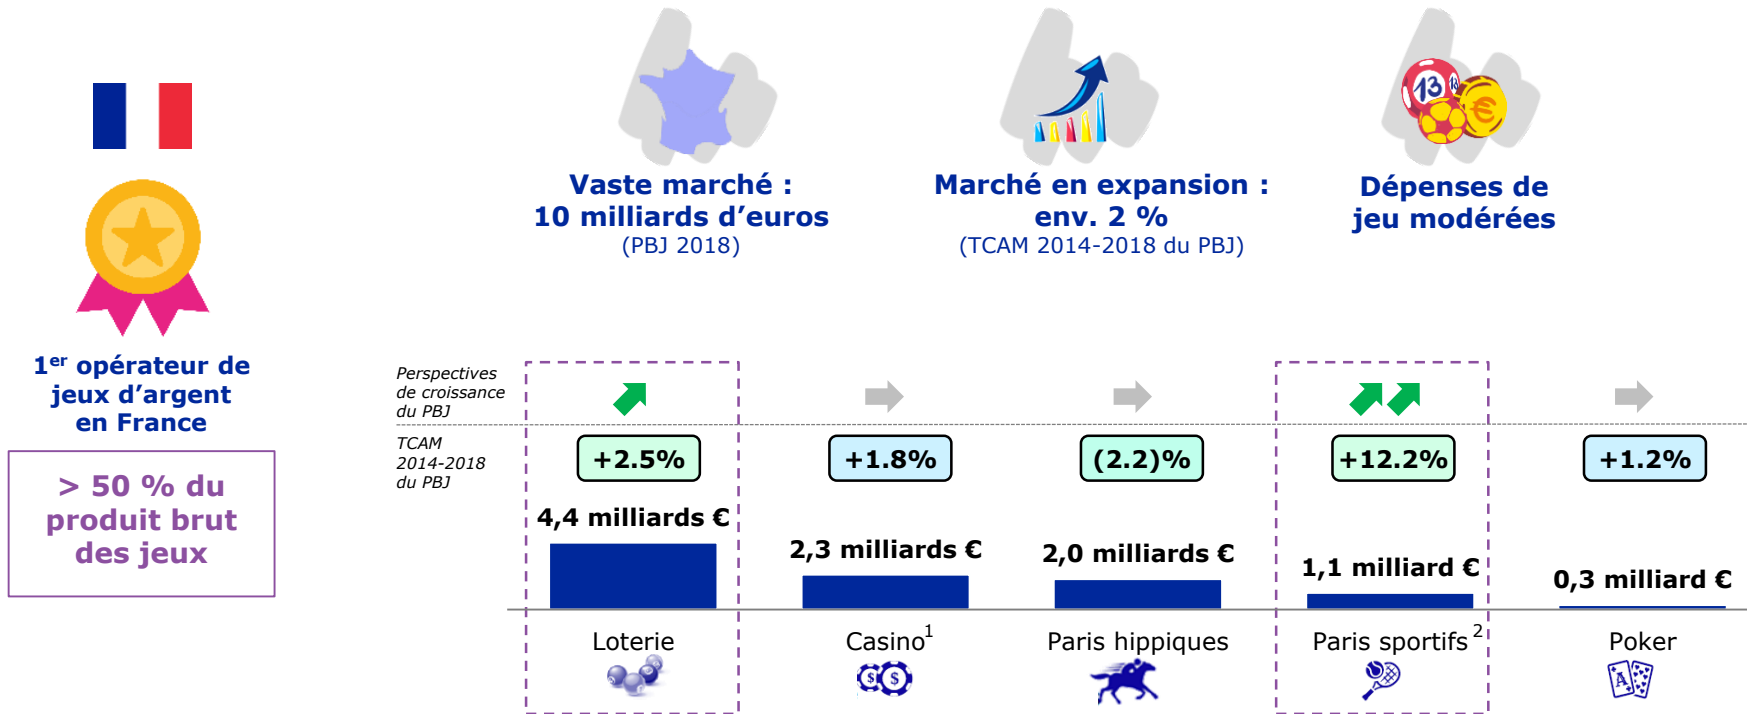 1er opérateur de
jeux d'argent
en France
> 50 % du
produit brut
des jeux
Vaste marché :
10 milliards d'euros
(PBJ 2018)
Marché en expansion :
env. 2 %
(TCAM 2014-2018 du PBJ)
13
€
Dépenses de
jeu modérées
Perspectives
de croissance
du PBJ
TCAM
2014-2018
du PBJ
+2.5%
+1.8%
(2.2)%
+12.2%
+1.2%
4,4 milliards €
2,3 milliards €
2,0 milliards €
1,1 milliard €
0,3 milliard €
Loterie
Casino1
Paris hippiques
Paris sportifs2
Poker
$ $
A